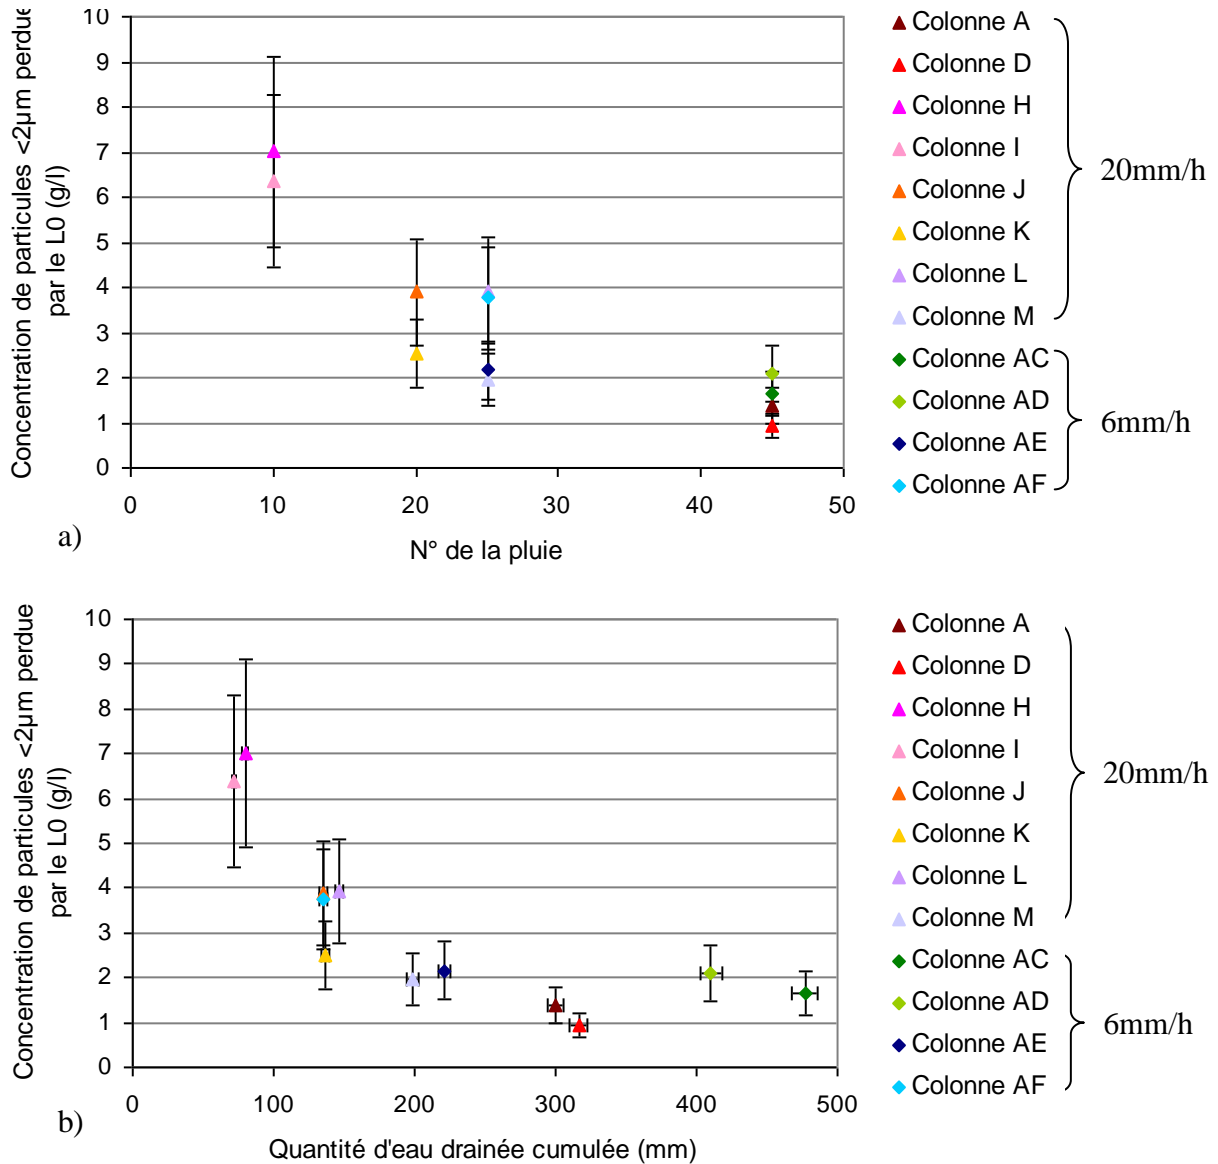 Concentration de particules <2µm perdue
par le L0 (g/l)
10
9
8
7
6
5
4
3
2
1
0
0 10 20 30 40 50
N° de la pluie
a)
Colonne A
Colonne D
Colonne H
Colonne I
Colonne J
Colonne K
Colonne L
Colonne M
Colonne AC
Colonne AD
Colonne AE
Colonne AF
20mm/h
6mm/h
Concentration de particules <2µm perdue
par le L0 (g/l)
10
9
8
7
6
5
4
3
2
1
0
0 100 200 300 400 500
Quantité d'eau drainée cumulée (mm)
b)
Colonne A
Colonne D
Colonne H
Colonne I
Colonne J
Colonne K
Colonne L
Colonne M
Colonne AC
Colonne AD
Colonne AE
Colonne AF
20mm/h
6mm/h